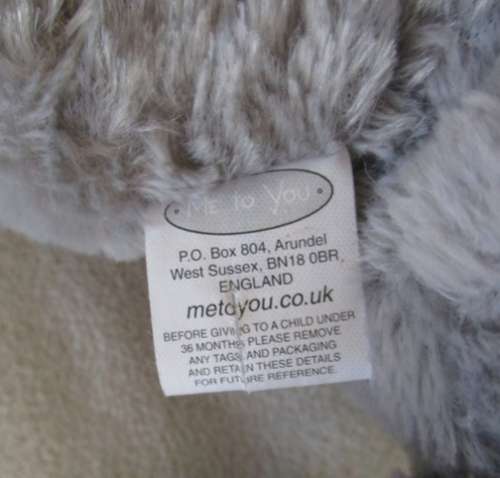 ME to YOU
P.O. Box 804, Arundel
West Sussex, BN18 0BR,
ENGLAND
metoyou.co.uk
BEFORE GIVING TO A CHILD UNDER
36 MONTHS PLEASE REMOVE
ANY TAGS AND PACKAGING
AND RETAIN THESE DETAILS
FOR FUTURE REFERENCE.